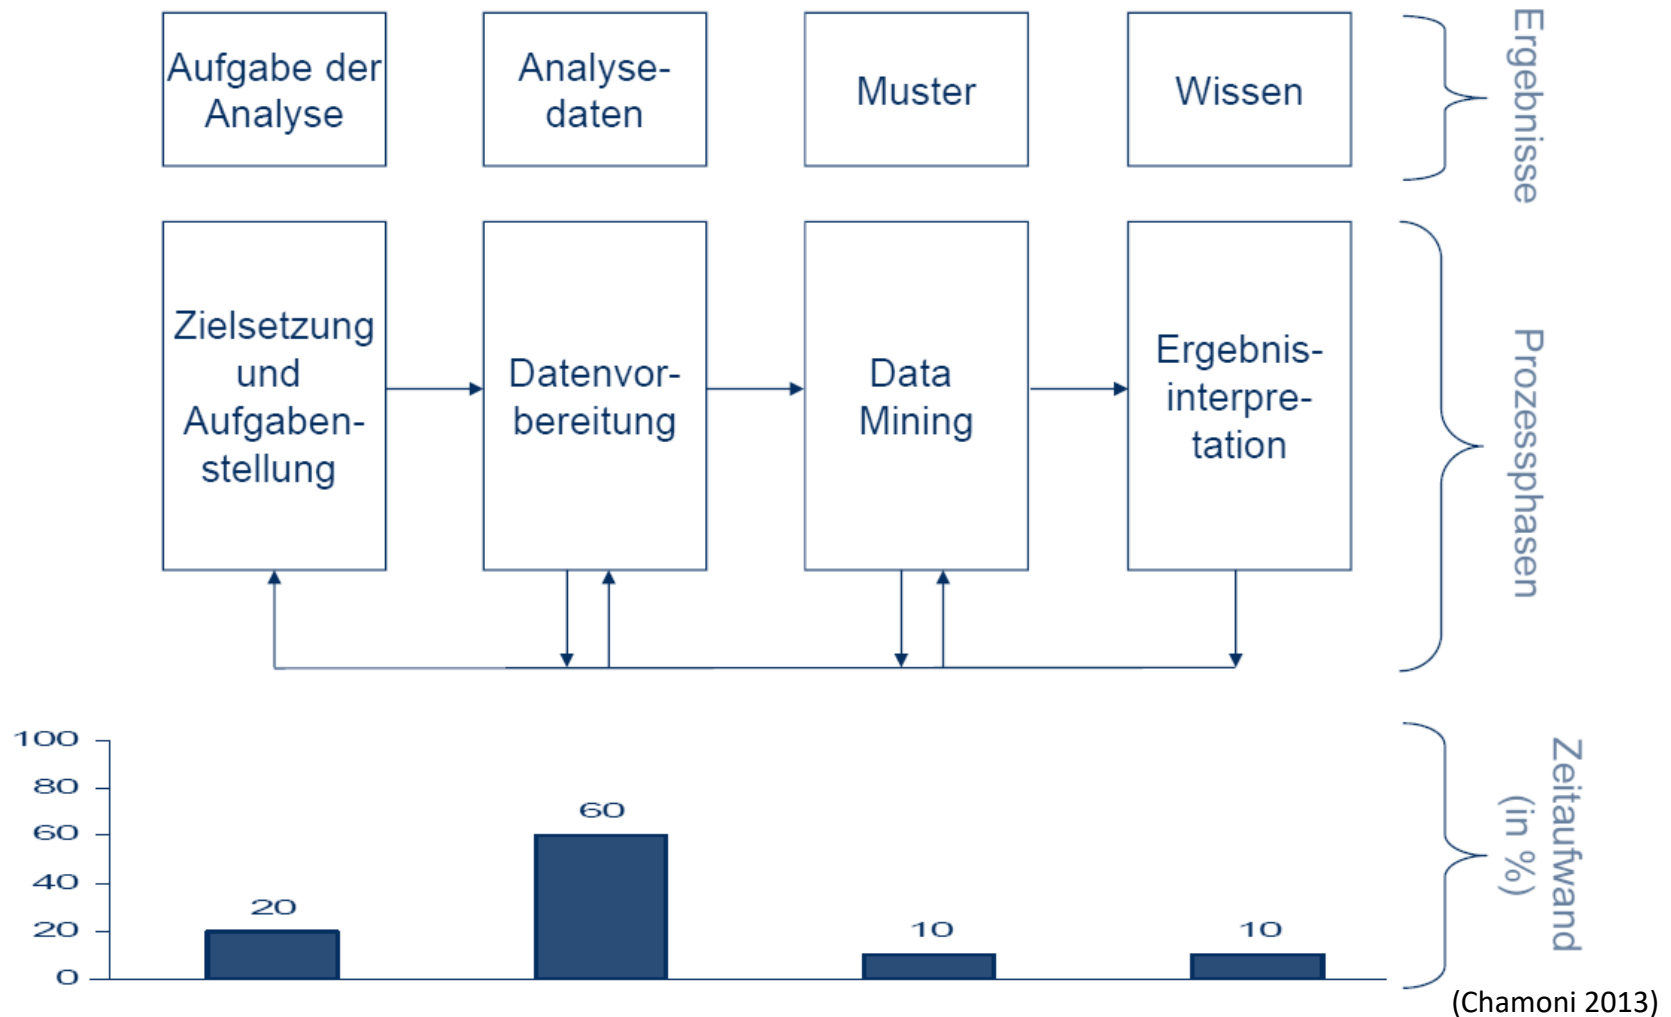 Aufgabe der
Analyse
Analyse-
daten
Muster
Wissen
Ergebnisse
Zielsetzung
und
Aufgaben-
stellung
Datenvor-
bereitung
Data
Mining
Ergebnis-
interpre-
tation
Prozessphasen
100
80
60
40
20
0
20
60
10
10
Zeitaufwand
(in %)
(Chamoni 2013)